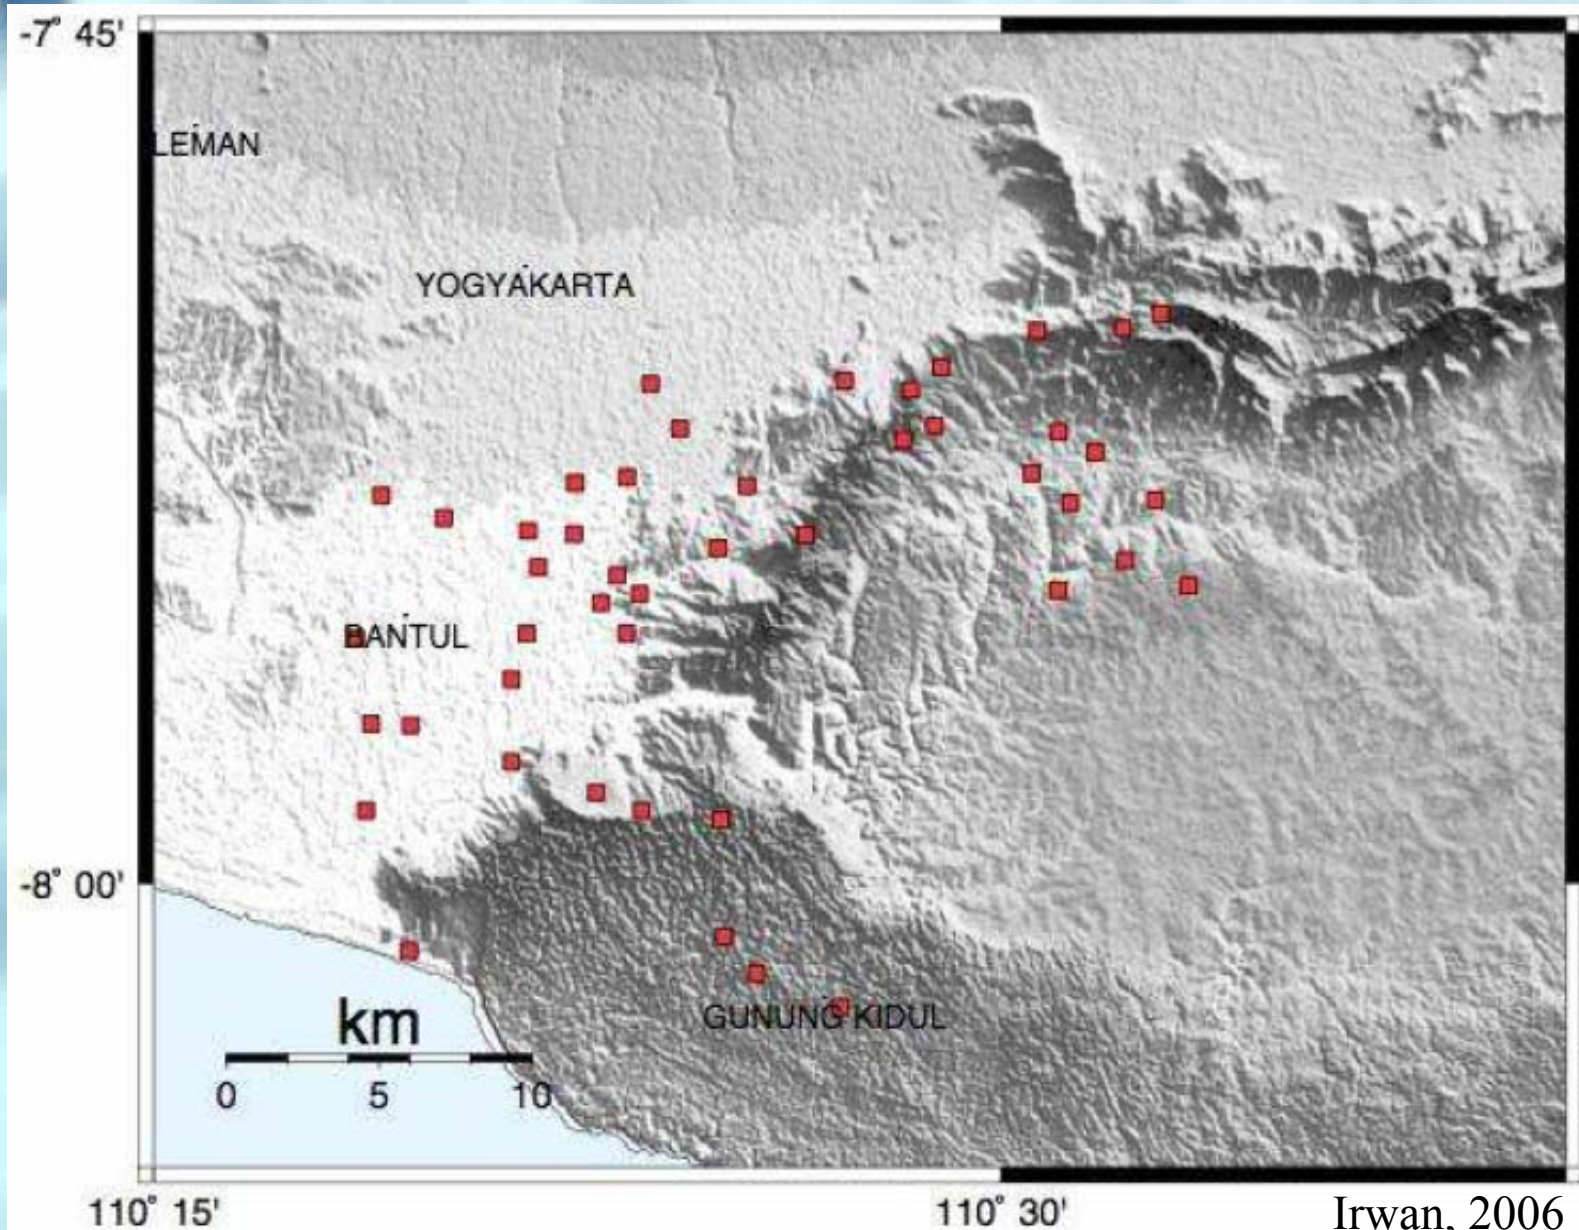 -7° 45'
LEMAN
YOGYAKARTA
BANTUL
-8° 00'
GUNUNG KIDUL
km
0 5 10
110° 15' 110° 30'
Irwan, 2006